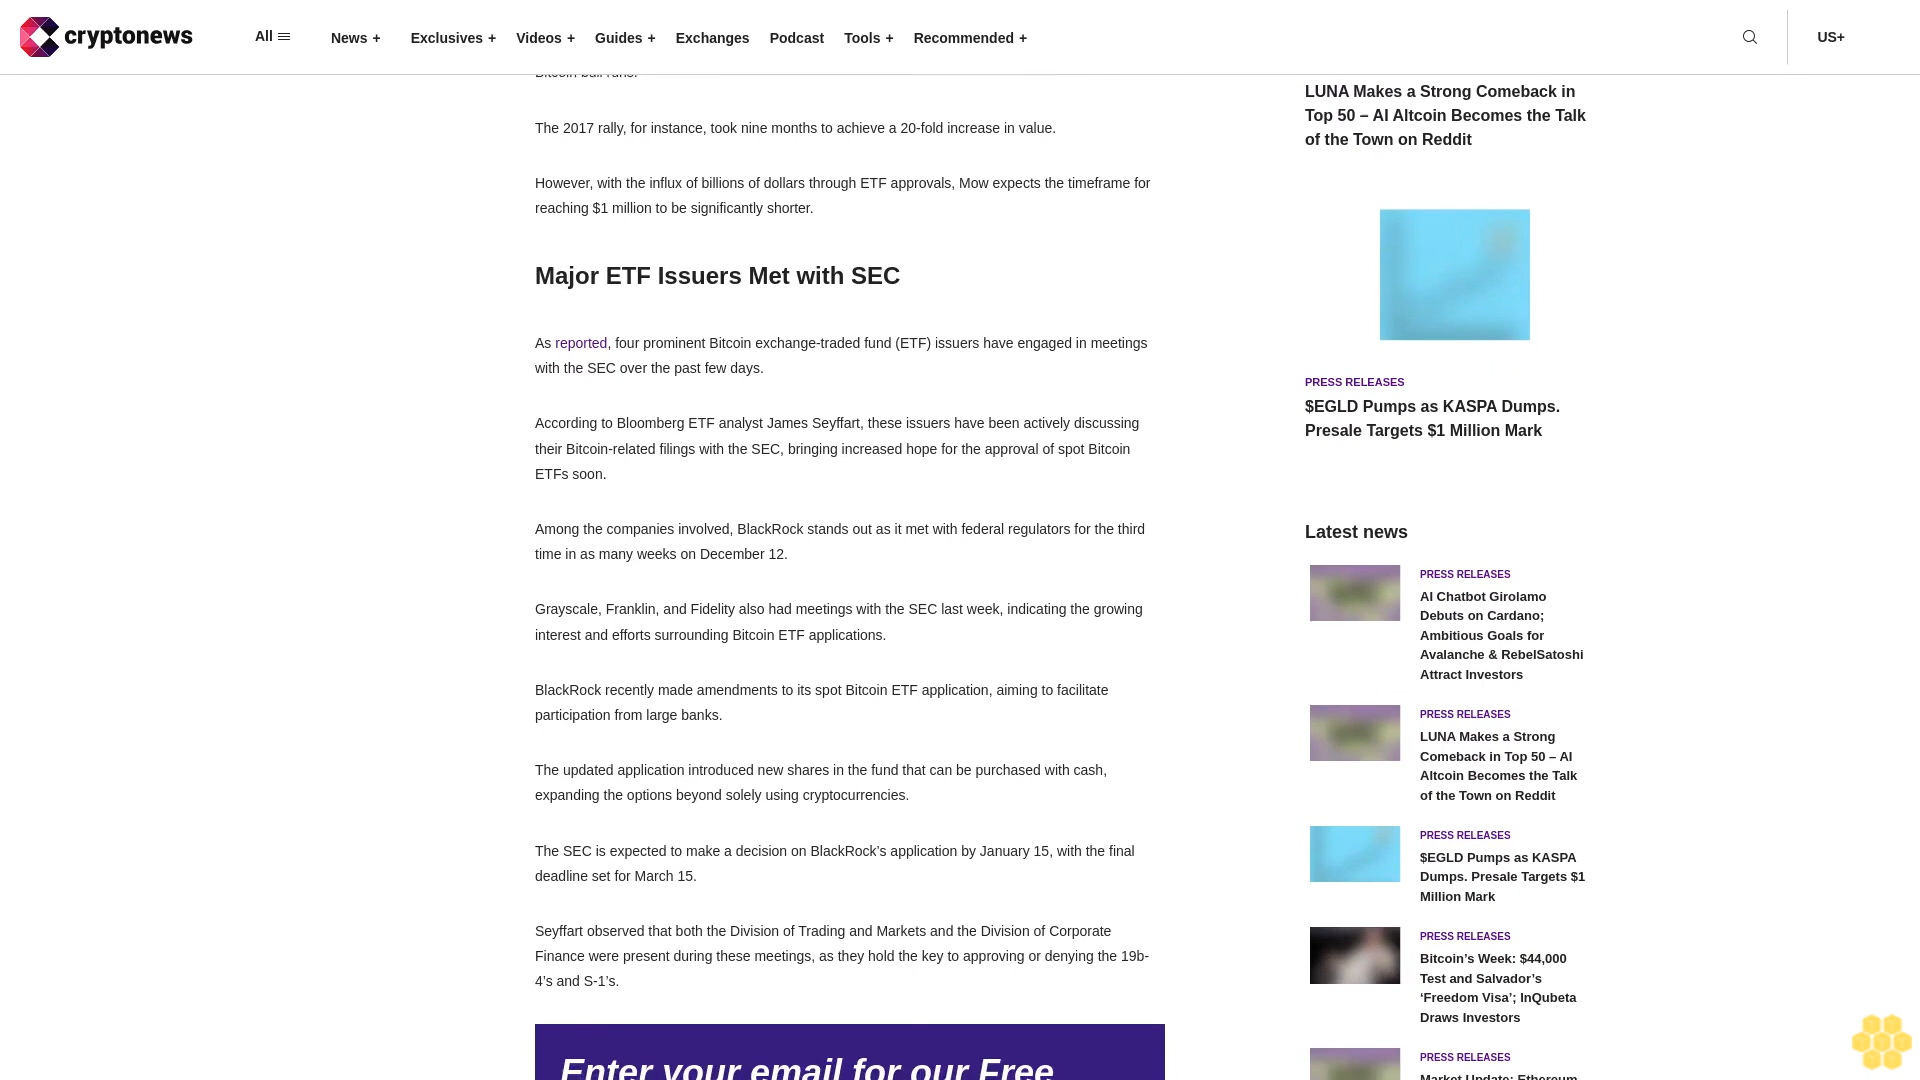 cryptonews
All
News +
Exclusives +
Videos +
Guides +
Exchanges
Podcast
Tools +
Recommended +
US+
The 2017 rally, for instance, took nine months to achieve a 20-fold increase in value.
However, with the influx of billions of dollars through ETF approvals, Mow expects the timeframe for
reaching $1 million to be significantly shorter.
Major ETF Issuers Met with SEC
As reported, four prominent Bitcoin exchange-traded fund (ETF) issuers have engaged in meetings
with the SEC over the past few days.
According to Bloomberg ETF analyst James Seyffart, these issuers have been actively discussing
their Bitcoin-related filings with the SEC, bringing increased hope for the approval of spot Bitcoin
ETFs soon.
Among the companies involved, BlackRock stands out as it met with federal regulators for the third
time in as many weeks on December 12.
Grayscale, Franklin, and Fidelity also had meetings with the SEC last week, indicating the growing
interest and efforts surrounding Bitcoin ETF applications.
BlackRock recently made amendments to its spot Bitcoin ETF application, aiming to facilitate
participation from large banks.
The updated application introduced new shares in the fund that can be purchased with cash,
expanding the options beyond solely using cryptocurrencies.
The SEC is expected to make a decision on BlackRock’s application by January 15, with the final
deadline set for March 15.
Seyffart observed that both the Division of Trading and Markets and the Division of Corporate
Finance were present during these meetings, as they hold the key to approving or denying the 19b-
4’s and S-1’s.
Enter your email for our Free
LUNA Makes a Strong Comeback in
Top 50 – AI Altcoin Becomes the Talk
of the Town on Reddit
PRESS RELEASES
$EGLD Pumps as KASPA Dumps.
Presale Targets $1 Million Mark
Latest news
PRESS RELEASES
AI Chatbot Girolamo
Debuts on Cardano;
Ambitious Goals for
Avalanche & RebelSatoshi
Attract Investors
PRESS RELEASES
LUNA Makes a Strong
Comeback in Top 50 – AI
Altcoin Becomes the Talk
of the Town on Reddit
PRESS RELEASES
$EGLD Pumps as KASPA
Dumps. Presale Targets $1
Million Mark
PRESS RELEASES
Bitcoin’s Week: $44,000
Test and Salvador’s
‘Freedom Visa’; InQubeta
Draws Investors
PRESS RELEASES
Market Update: Ethereum